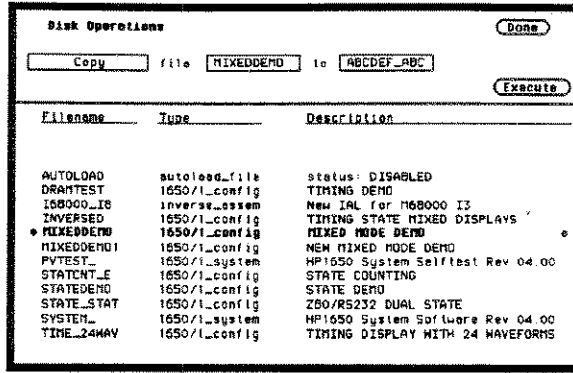 Disk Operations Done
Copy file MIXEDDEMO to ABCDEF_ABC
Execute
Filename Type Description
AUTOLOAD autoload_file status: DISABLED
DRAMTEST 1650/1_config TIMING DEMO
I68000_I8 inverse_assem New IAL for M68000 I3
INVERSED 1650/1_config TIMING STATE MIXED DISPLAYS
MIXEDDEMO 1650/1_config MIXED MODE DEMO
MIXEDDEMO1 1650/1_config NEW MIXED MODE DEMO
PVTEST_ 1650/1_system HP1650 System Selftest Rev 04.00
STATCNT_E 1650/1_config STATE COUNTING
STATEDEMO 1650/1_config STATE DEMO
STATE_STAT 1650/1_config Z80/RS232 DUAL STATE
SYSTEM_ 1650/1_system HP1650 System Software Rev 04.00
TIME_24WAV 1650/1_config TIMING DISPLAY WITH 24 WAVEFORMS